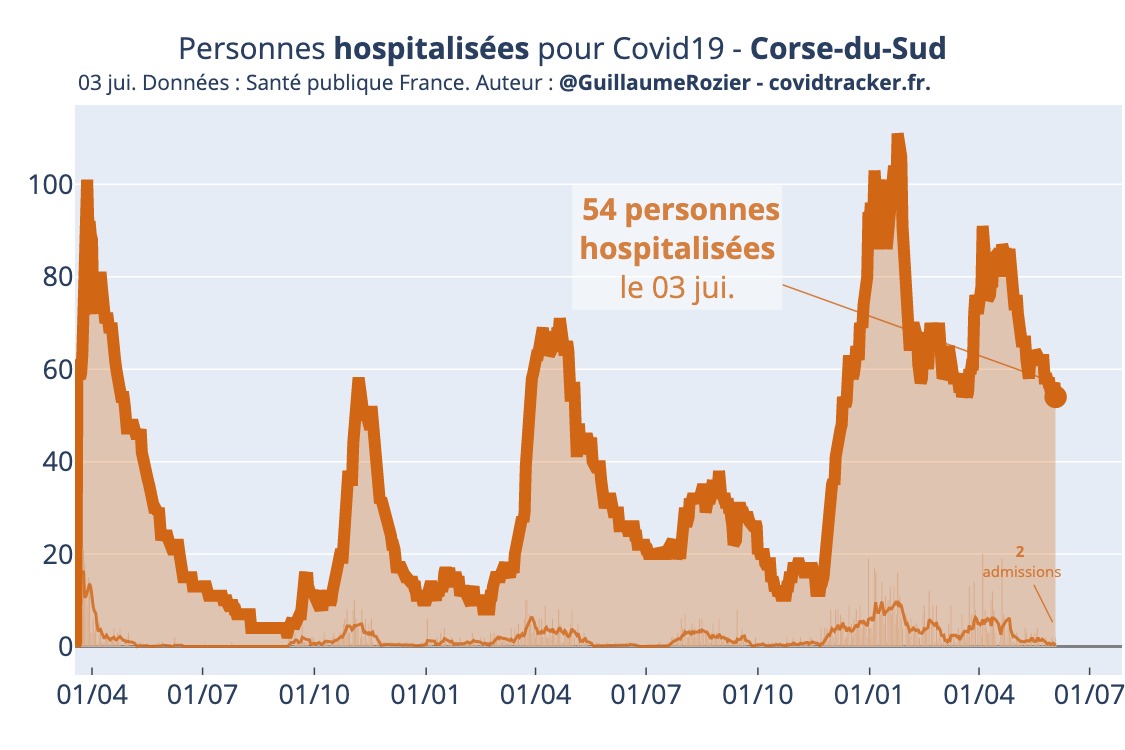 Personnes hospitalisées pour Covid19 - Corse-du-Sud
03 jui. Données : Santé publique France. Auteur : @GuillaumeRozier - covidtracker.fr.
100
80
60
40
20
0
54 personnes
hospitalisées
le 03 jui.
2
admissions
01/04 01/07 01/10 01/01 01/04 01/07 01/10 01/01 01/04 01/07